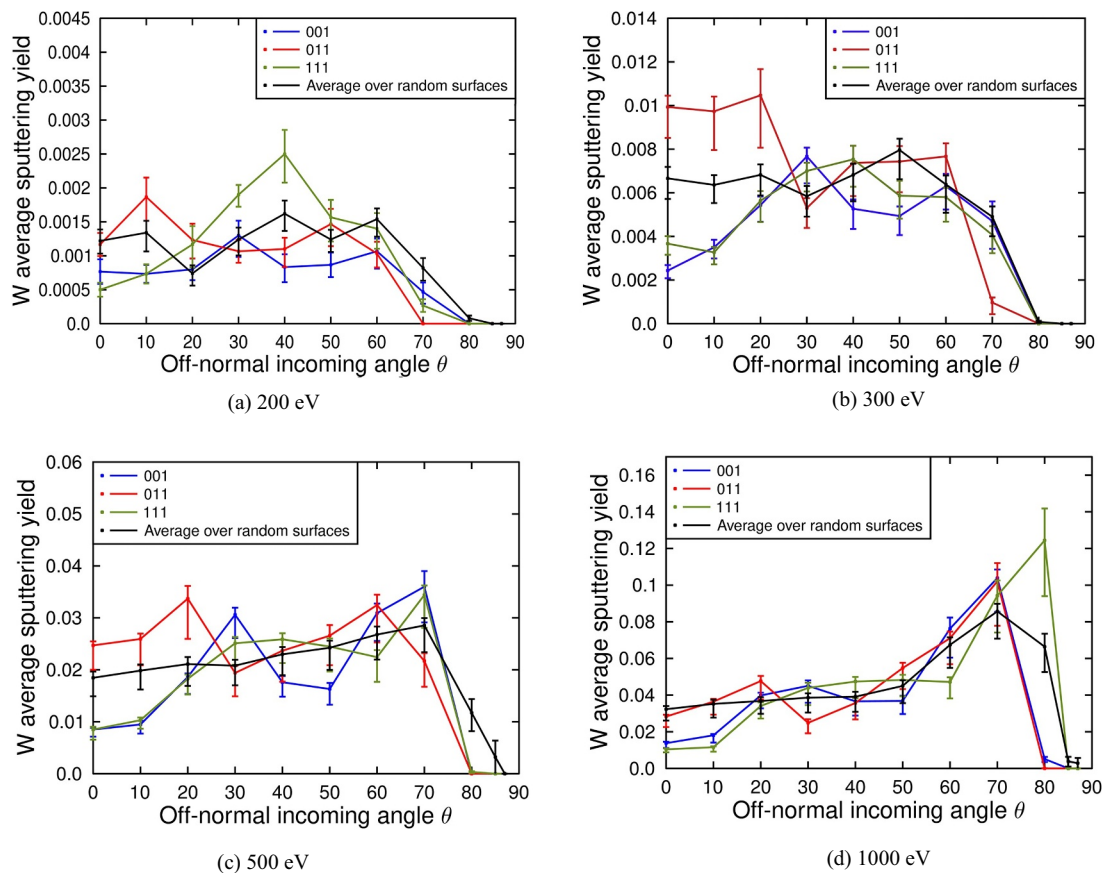 0.0045
0.004
0.0035
0.003
0.0025
0.002
0.0015
0.001
0.0005
0.0
W average sputtering yield
001
011
111
Average over random surfaces
0 10 20 30 40 50 60 70 80 90
Off-normal incoming angle θ
(a) 200 eV
0.014
0.012
0.01
0.008
0.006
0.004
0.002
0.0
W average sputtering yield
001
011
111
Average over random surfaces
0 10 20 30 40 50 60 70 80 90
Off-normal incoming angle θ
(b) 300 eV
0.06
0.05
0.04
0.03
0.02
0.01
0.0
W average sputtering yield
001
011
111
Average over random surfaces
0 10 20 30 40 50 60 70 80 90
Off-normal incoming angle θ
(c) 500 eV
0.16
0.14
0.12
0.1
0.08
0.06
0.04
0.02
0.0
W average sputtering yield
001
011
111
Average over random surfaces
0 10 20 30 40 50 60 70 80 90
Off-normal incoming angle θ
(d) 1000 eV